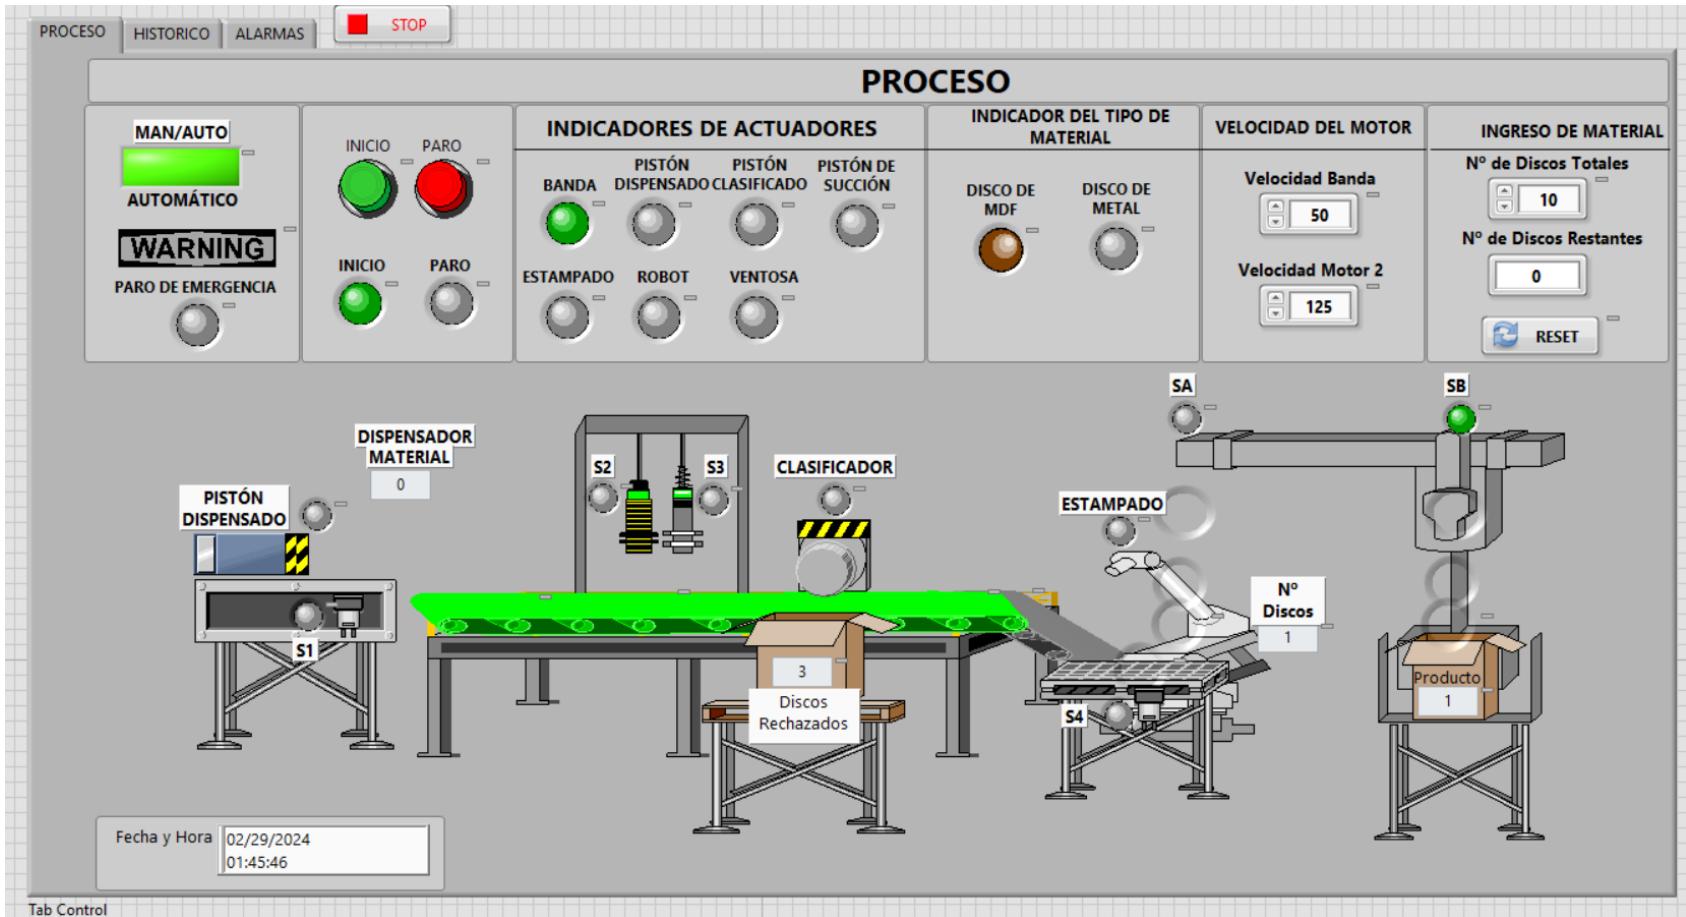 PROCESO
HISTORICO
ALARMAS
STOP
PROCESO
MAN/AUTO
AUTOMÁTICO
WARNING
PARO DE EMERGENCIA
INICIO
PARO
INICIO
PARO
INDICADORES DE ACTUADORES
BANDA
PISTÓN
DISPENSADO
PISTÓN
CLASIFICADO
PISTÓN DE
SUCCIÓN
ESTAMPADO
ROBOT
VENTOSA
INDICADOR DEL TIPO DE
MATERIAL
DISCO DE
MDF
DISCO DE
METAL
VELOCIDAD DEL MOTOR
Velocidad Banda
50
Velocidad Motor 2
125
INGRESO DE MATERIAL
Nº de Discos Totales
10
Nº de Discos Restantes
0
RESET
SA
SB
DISPENSADOR
MATERIAL
0
PISTÓN
DISPENSADO
S1
S2
S3
CLASIFICADOR
3
Discos
Rechazados
ESTAMPADO
Nº
Discos
1
S4
Producto
1
Fecha y Hora
02/29/2024
01:45:46
Tab Control